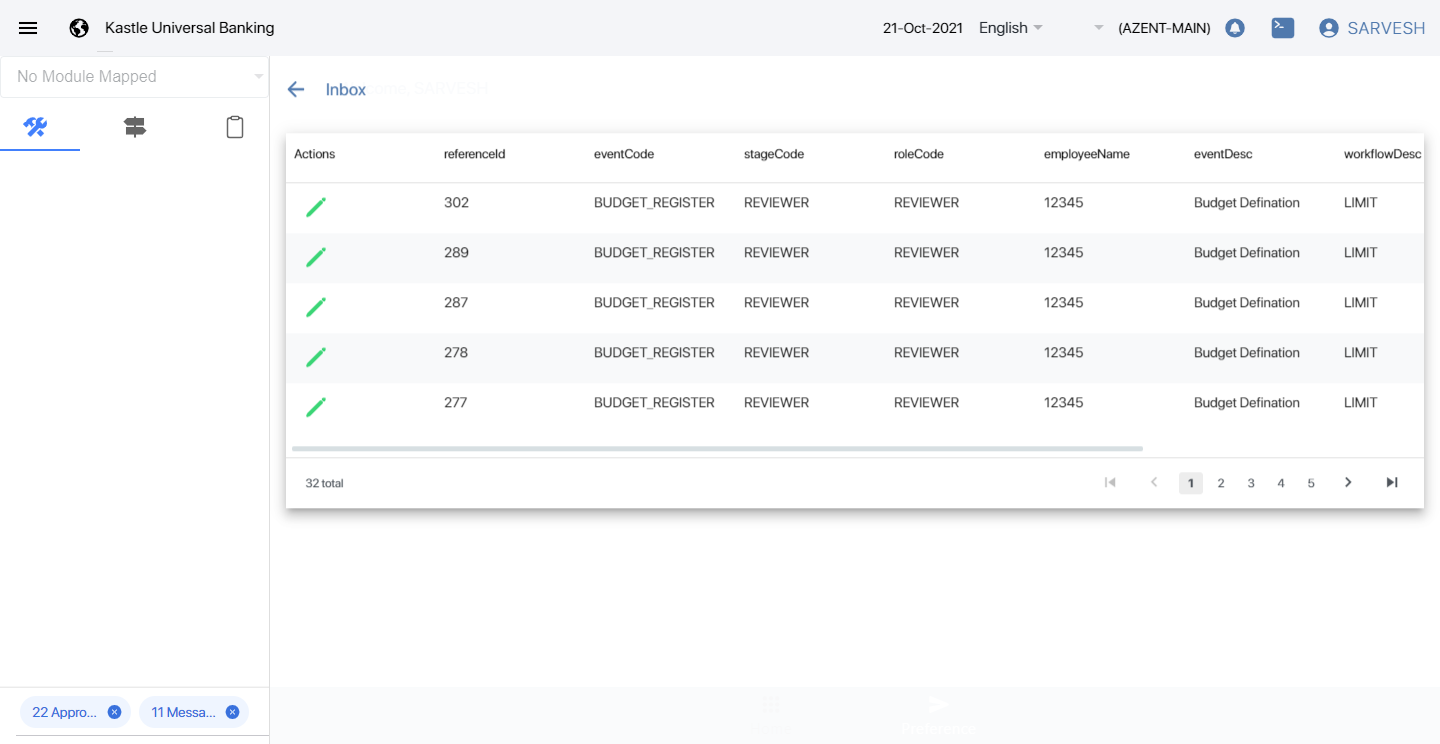 Kastle Universal Banking 21-Oct-2021 English (AZENT-MAIN) SARVESH
No Module Mapped
Inbox
Actions referenceId eventCode stageCode roleCode employeeName eventDesc workflowDesc
302 BUDGET_REGISTER REVIEWER REVIEWER 12345 Budget Defination LIMIT
289 BUDGET_REGISTER REVIEWER REVIEWER 12345 Budget Defination LIMIT
287 BUDGET_REGISTER REVIEWER REVIEWER 12345 Budget Defination LIMIT
278 BUDGET_REGISTER REVIEWER REVIEWER 12345 Budget Defination LIMIT
277 BUDGET_REGISTER REVIEWER REVIEWER 12345 Budget Defination LIMIT
32 total 1 2 3 4 5
22 Appro... 11 Messa...